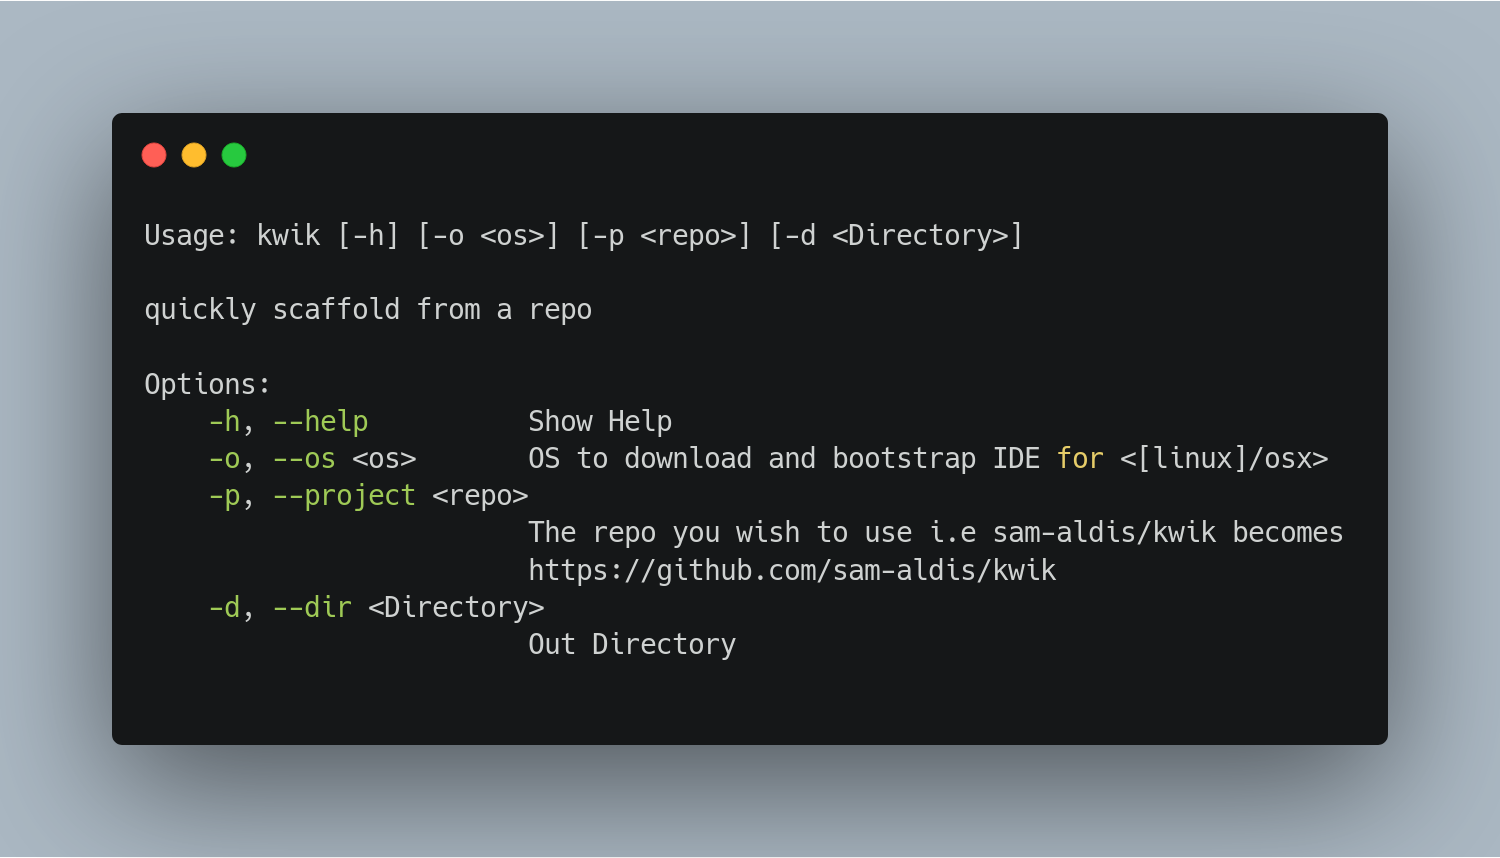 Usage: kwik [-h] [-o <os>] [-p <repo>] [-d <Directory>]
quickly scaffold from a repo
Options:
-h, --help Show Help
-o, --os <os> OS to download and bootstrap IDE for <[linux]/osx>
-p, --project <repo>
The repo you wish to use i.e sam-aldis/kwik becomes
https://github.com/sam-aldis/kwik
-d, --dir <Directory>
Out Directory